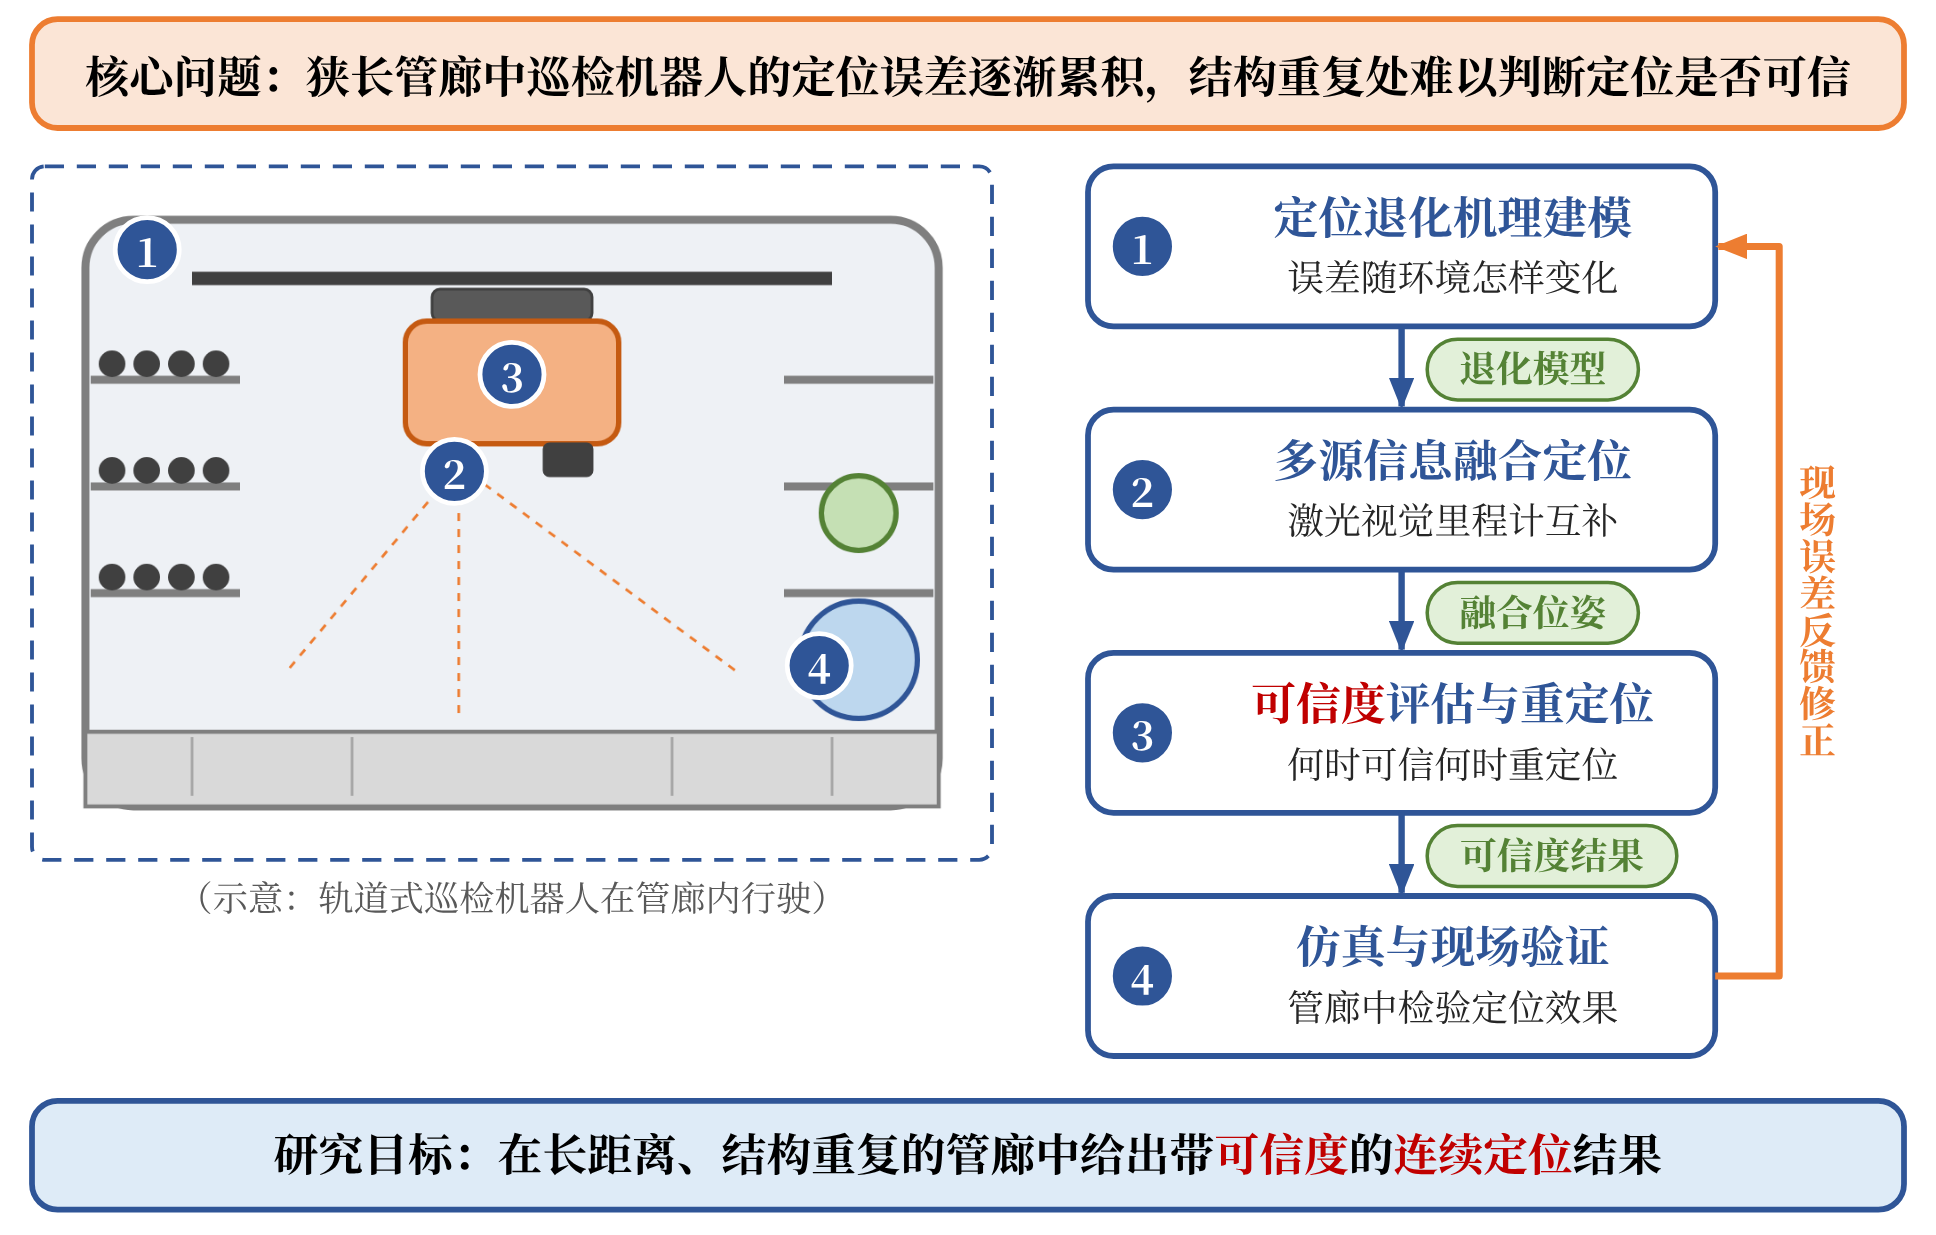 核心问题：狭长管廊中巡检机器人的定位误差逐渐累积，结构重复处难以判断定位是否可信
1
3
2
4
（示意：轨道式巡检机器人在管廊内行驶）
1
定位退化机理建模
误差随环境怎样变化
退化模型
2
多源信息融合定位
激光视觉里程计互补
融合位姿
3
可信度评估与重定位
何时可信何时重定位
可信度结果
4
仿真与现场验证
管廊中检验定位效果
现场误差反馈修正
研究目标：在长距离、结构重复的管廊中给出带可信度的连续定位结果